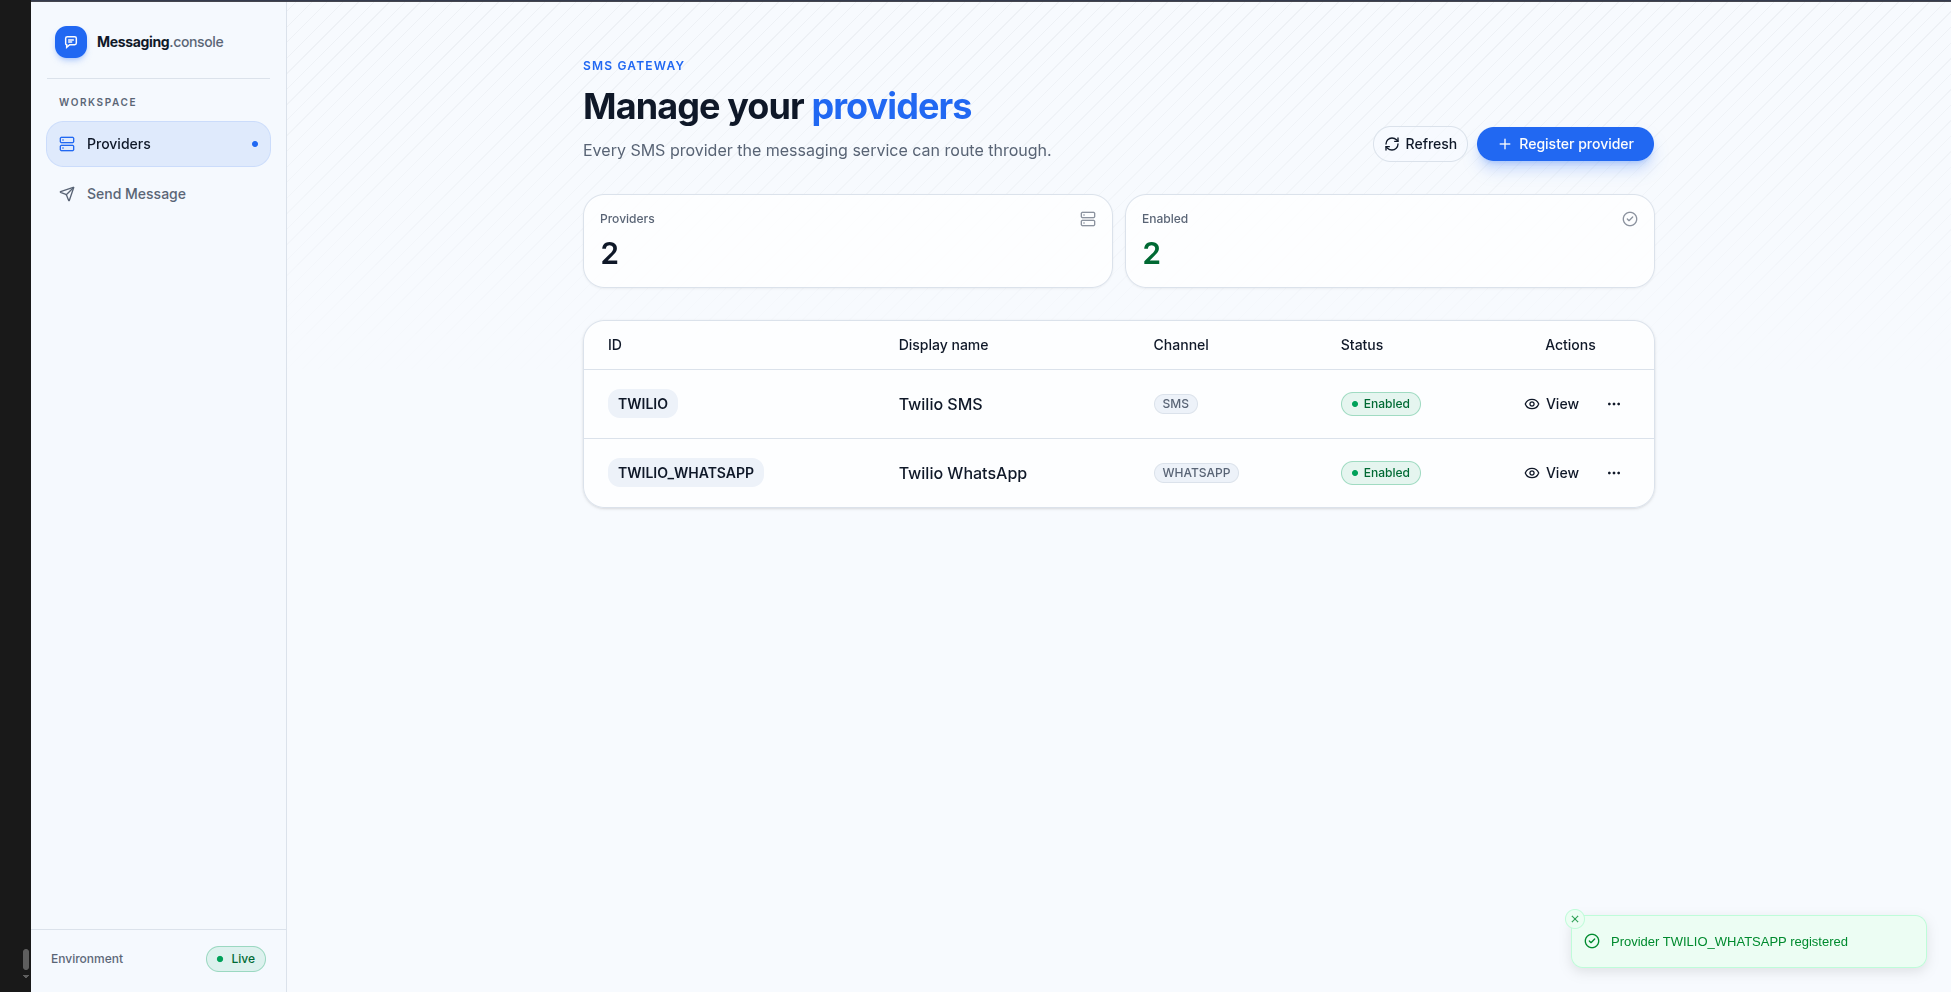 Messaging.console
WORKSPACE
Providers
Send Message
SMS GATEWAY
Manage your providers
Every SMS provider the messaging service can route through.
Refresh
Register provider
Providers
2
Enabled
2
ID Display name Channel Status Actions
TWILIO Twilio SMS SMS Enabled View
TWILIO_WHATSAPP Twilio WhatsApp WHATSAPP Enabled View
Environment Live
Provider TWILIO_WHATSAPP registered